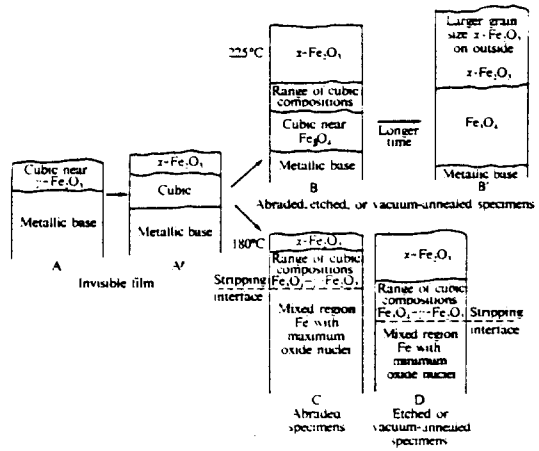 225°C
x-Fe₂O₃
Range of cubic
compositions
Cubic near
Fe₃O₄
Metallic base
B
Longer
time
Larger grain
size x-Fe₂O₃
on outside
x-Fe₂O₃
Fe₃O₄
Metallic base
B'
Abraded, etched, or vacuum-annealed specimens
Cubic near
γ-Fe₂O₃
Metallic base
A
x-Fe₂O₃
Cubic
Metallic base
A'
Invisible film
180°C
x-Fe₂O₃
Range of cubic
compositions
Stripping
interface
Mixed region
Fe with
maximum
oxide nuclei
C
Abraded
specimens
x-Fe₂O₃
Range of cubic
compositions
Stripping
interface
Mixed region
Fe with
minimum
oxide nuclei
D
Etched or
vacuum-annealed
specimens